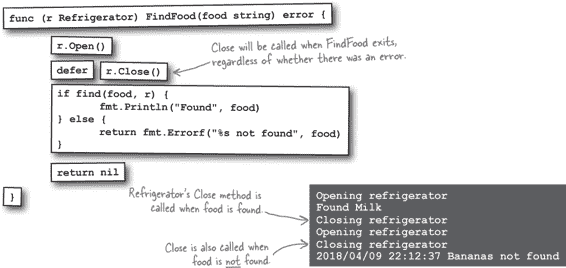 func (r Refrigerator) FindFood(food string) error {
r.Open()
Close will be called when FindFood exits,
regardless of whether there was an error.
defer r.Close()
if find(food, r) {
fmt.Println("Found", food)
} else {
return fmt.Errorf("%s not found", food)
}
return nil
}
Refrigerator's Close method is
called when food is found.
Close is also called when
food is not found.
Opening refrigerator
Found Milk
Closing refrigerator
Opening refrigerator
Closing refrigerator
2018/04/09 22:12:37 Bananas not found